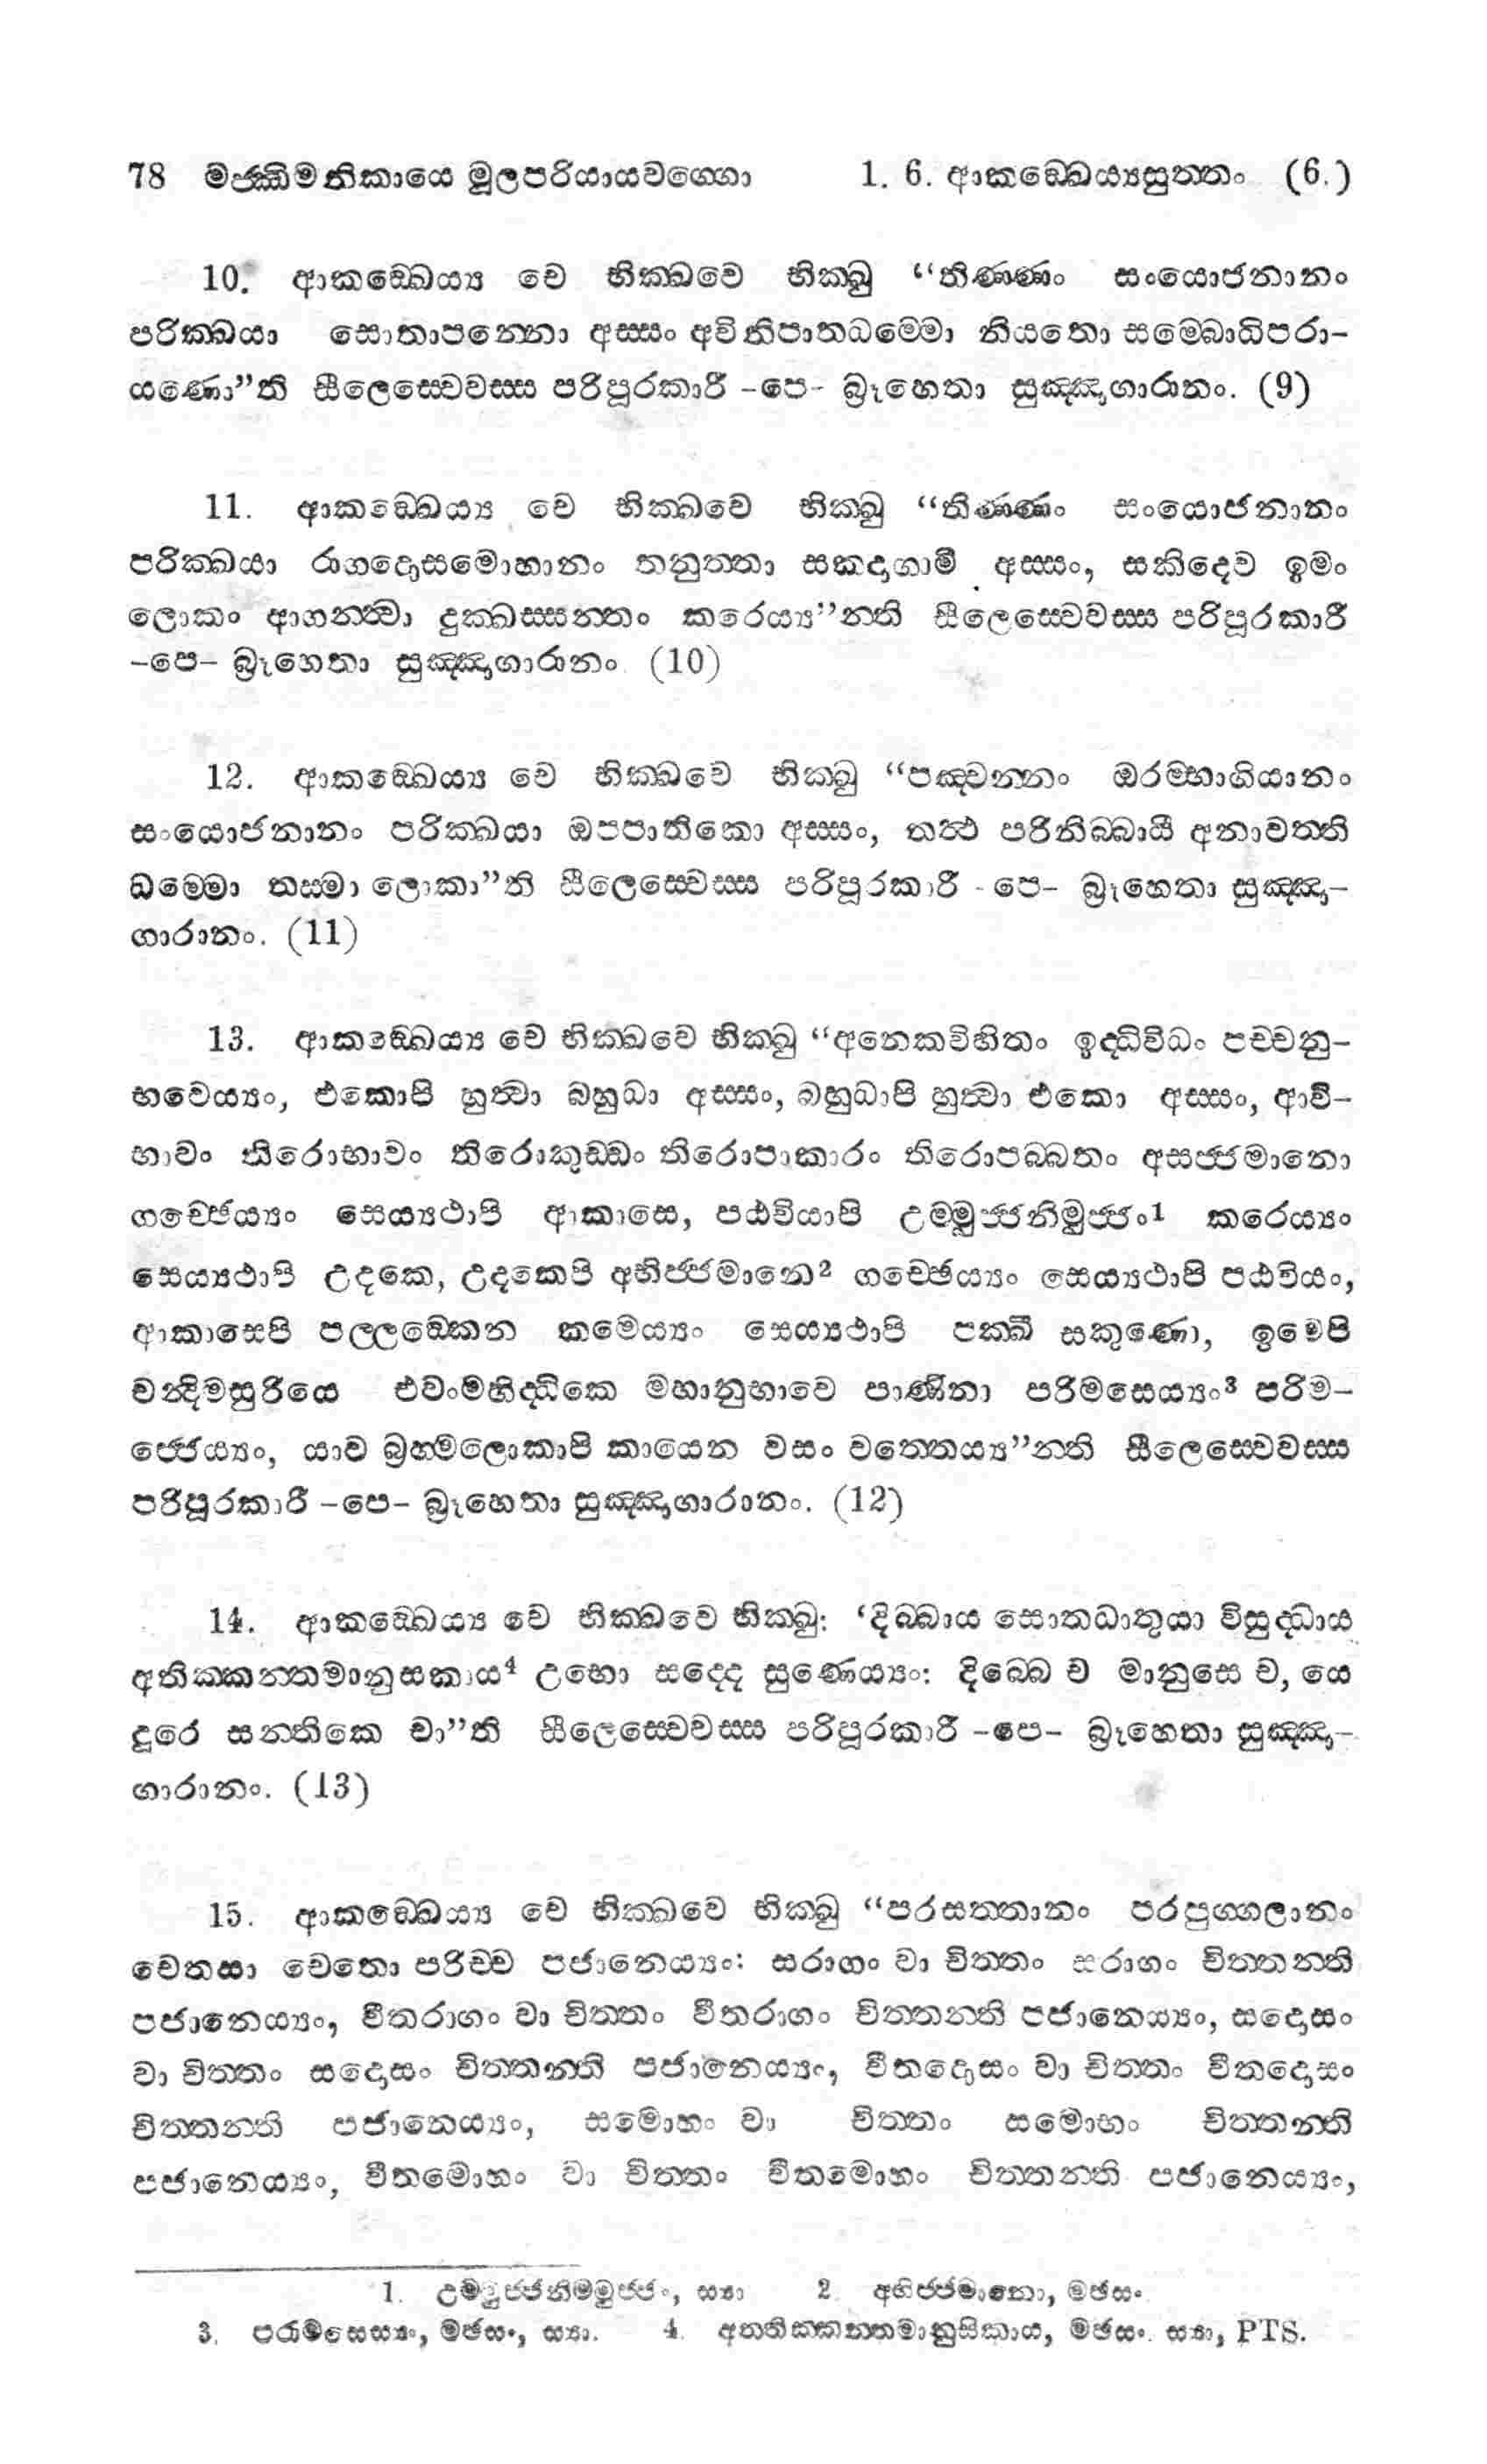 78 මජ්ඣිමනිකායෙ මූලපරියායවග්ගො 1. 6. ආකඞ්ඛෙය්‍යසුත්තං (6.)
10. ආකඞ්ඛෙය්‍ය චෙ භික්ඛවෙ භික්ඛු “තිණ්ණං සංයොජනානං
පරික්ඛයා සොතාපන්නො අස්සං අවිනිපාතධම්මො නියතො සම්බොධිපරා-
යණො”ති සීලෙස්වෙවස්ස පරිපූරකාරී -පෙ- බ්‍රූහෙතා සුඤ්ඤාගාරානං. (9)
11. ආකඞ්ඛෙය්‍ය චෙ භික්ඛවෙ භික්ඛු “තිණ්ණං සංයොජනානං
පරික්ඛයා රාගදොසමොහානං තනුත්තා සකදාගාමී අස්සං, සකිදෙව ඉමං
ලොකං ආගන්ත්‍වා දුක්ඛස්සන්තං කරෙය්‍ය”න්ති සීලෙස්වෙවස්ස පරිපූරකාරී
-පෙ- බ්‍රූහෙතා සුඤ්ඤාගාරානං. (10)
12. ආකඞ්ඛෙය්‍ය චෙ භික්ඛවෙ භික්ඛු “පඤ්චන්නං ඔරම්භාගියානං
සංයොජනානං පරික්ඛයා ඔපපාතිකො අස්සං, තත්‍ථ පරිනිබ්බායී අනාවත්ති
ධම්මො තස්මා ලොකා”ති සීලෙස්වෙස්ස පරිපූරකාරී -පෙ- බ්‍රූහෙතා සුඤ්ඤා-
ගාරානං. (11)
13. ආකඞ්ඛෙය්‍ය චෙ භික්ඛවෙ භික්ඛු “අනෙකවිහිතං ඉද්ධිවිධං පච්චනු-
භවෙය්‍යං, එකොපි හුත්‍වා බහුධා අස්සං, බහුධාපි හුත්‍වා එකො අස්සං, ආවි-
භාවං තිරොභාවං තිරොකුඩ්ඩං තිරොපාකාරං තිරොපබ්බතං අසජ්ජමානො
ගච්ඡෙය්‍යං සෙය්‍යථාපි ආකාසෙ, පඨවියාපි උම්මුජ්ජනිමුජ්ජං1 කරෙය්‍යං
සෙය්‍යථාපි උදකෙ, උදකෙපි අභිජ්ජමානෙ2 ගච්ඡෙය්‍යං සෙය්‍යථාපි පඨවියං,
ආකාසෙපි පල්ලඞ්කෙන කමෙය්‍යං සෙය්‍යථාපි පක්ඛී සකුණො, ඉමෙපි
චන්‍දිමසුරියෙ එවංමහිද්ධිකෙ මහානුභාවෙ පාණිනා පරිමසෙය්‍යං3 පරිම-
ජ්ජෙය්‍යං, යාව බ්‍රහ්මලොකාපි කායෙන වසං වත්තෙය්‍ය”න්ති සීලෙස්වෙවස්ස
පරිපූරකාරී -පෙ- බ්‍රූහෙතා සුඤ්ඤාගාරානං. (12)
14. ආකඞ්ඛෙය්‍ය චෙ භික්ඛවෙ භික්ඛු: ‘දිබ්බාය සොතධාතුයා විසුද්ධාය
අතික්කන්තමානුසකාය4 උභො සද්දෙ සුණෙය්‍යං: දිබ්බෙ ච මානුසෙ ච, යෙ
දූරෙ සන්තිකෙ චා”ති සීලෙස්වෙවස්ස පරිපූරකාරී -පෙ- බ්‍රූහෙතා සුඤ්ඤා-
ගාරානං. (13)
15. ආකඞ්ඛෙය්‍ය චෙ භික්ඛවෙ භික්ඛු “පරසත්තානං පරපුග්ගලානං
චෙතසා චෙතො පරිච්ච පජානෙය්‍යං: සරාගං වා චිත්තං සරාගං චිත්තන්ති
පජානෙය්‍යං, වීතරාගං වා චිත්තං වීතරාගං චිත්තන්ති පජානෙය්‍යං, සදොසං
වා චිත්තං සදොසං චිත්තන්ති පජානෙය්‍යං, වීතදොසං වා චිත්තං වීතදොසං
චිත්තන්ති පජානෙය්‍යං, සමොහං වා චිත්තං සමොහං චිත්තන්ති
පජානෙය්‍යං, වීතමොහං වා චිත්තං වීතමොහං චිත්තන්ති පජානෙය්‍යං,
1. උම්මුජ්ජනිම්මුජ්ජං, ස්‍යා 2. අභිජ්ජමානො, මඡසං
3. පරාමසෙය්‍යං, මඡසං, ස්‍යා. 4. අතතික්කන්තමානුසිකාය, මඡසං. ස්‍යා, PTS.